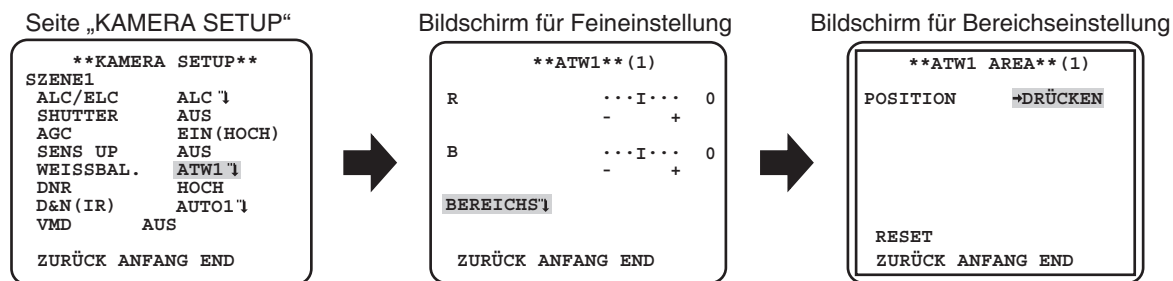 Seite „KAMERA SETUP“
**KAMERA SETUP**
SZENE1
ALC/ELC ALC
SHUTTER AUS
AGC EIN(HOCH)
SENS UP AUS
WEISSBAL. ATW1
DNR HOCH
D&N(IR) AUTO1
VMD AUS
ZURÜCK ANFANG END
Bildschirm für Feineinstellung
**ATW1**(1)
R ···I··· 0
- +
B ···I··· 0
- +
BEREICHS
ZURÜCK ANFANG END
Bildschirm für Bereichseinstellung
**ATW1 AREA**(1)
POSITION →DRÜCKEN
RESET
ZURÜCK ANFANG END